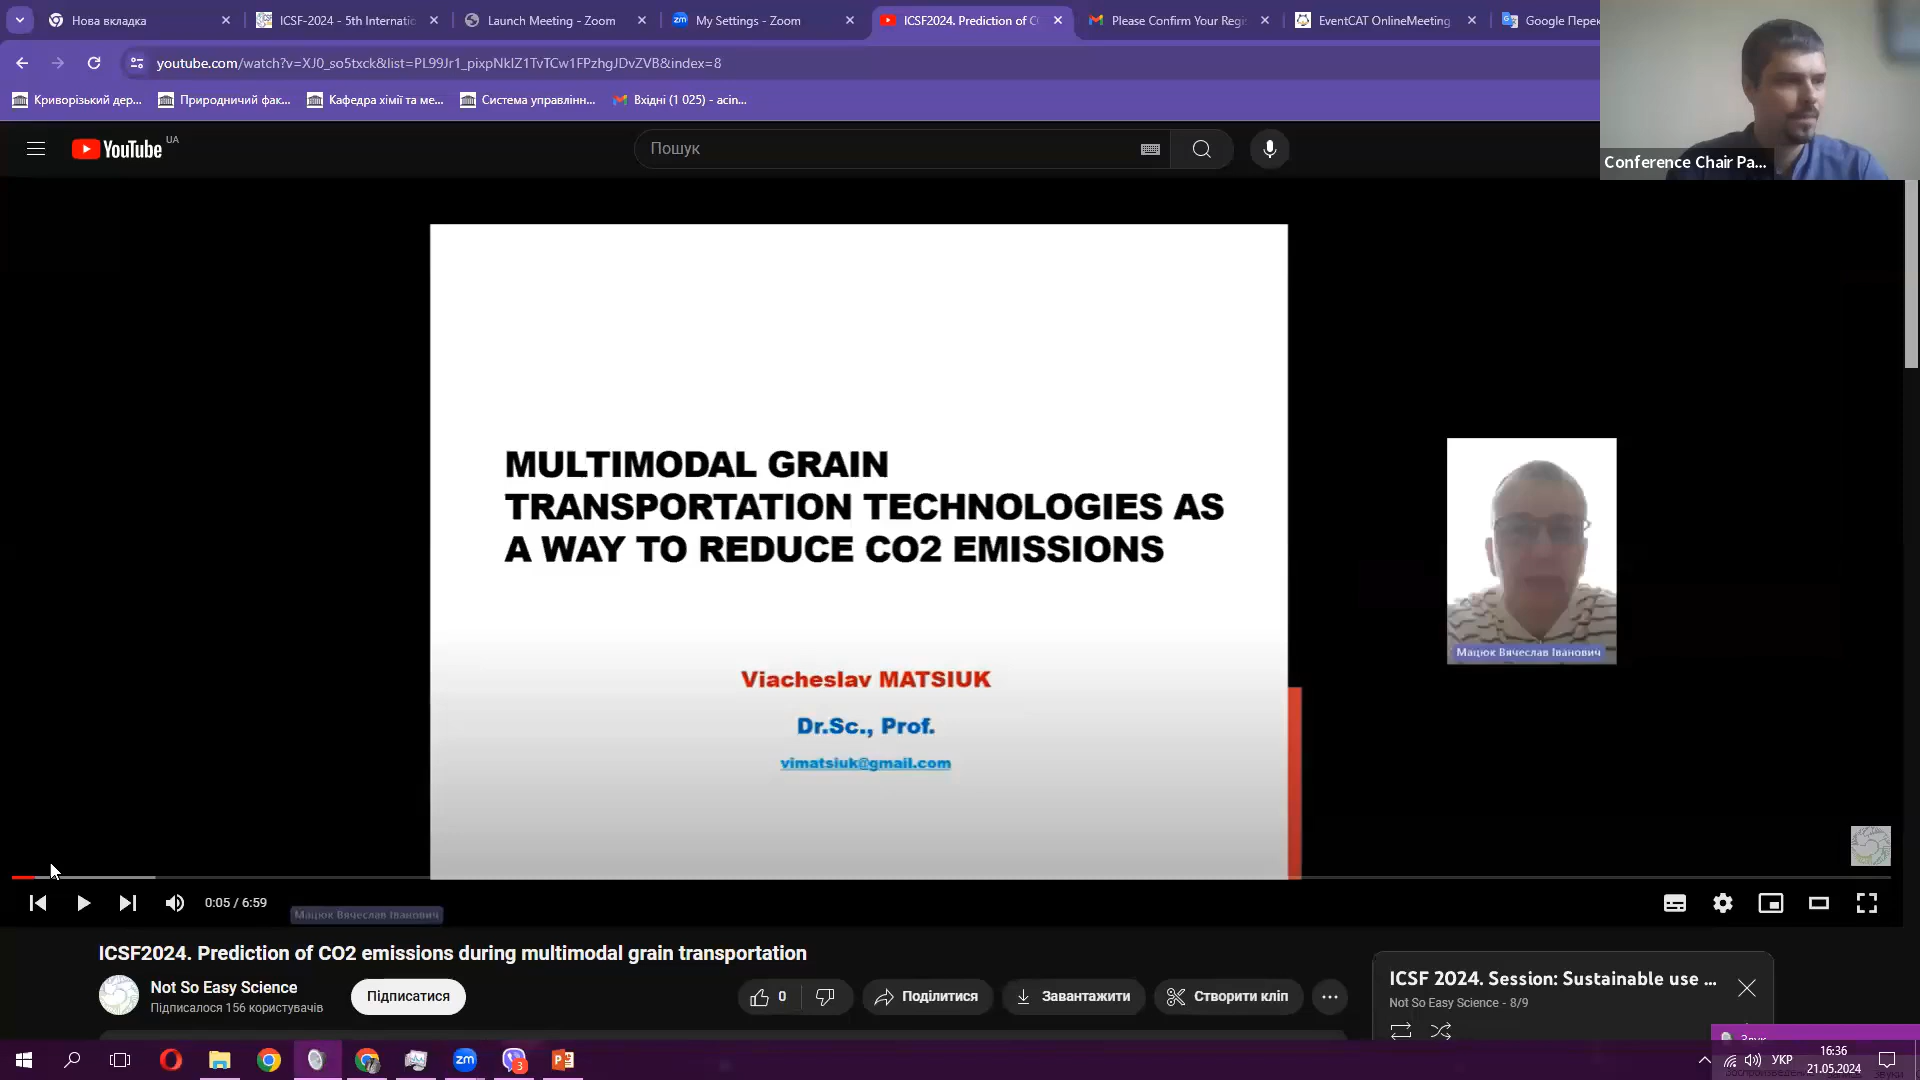 Нова вкладка
ICSF-2024 - 5th Internatio
Launch Meeting - Zoom
My Settings - Zoom
ICSF2024. Prediction of C
Please Confirm Your Regi
EventCAT OnlineMeeting
Google Перек
youtube.com/watch?v=XJ0_so5txck&list=PL99Jr1_pixpNklZ1TvTCw1FPzhgJDvZVB&index=8
Криворізький дер...
Природничий фак...
Кафедра хімії та ме...
Система управлінн...
Вхідні (1 025) - acin...
YouTube UA
Пошук
Conference Chair Pa...
MULTIMODAL GRAIN
TRANSPORTATION TECHNOLOGIES AS
A WAY TO REDUCE CO2 EMISSIONS
Viacheslav MATSIUK
Dr.Sc., Prof.
vimatsiuk@gmail.com
Мацюк Вячеслав Іванович
0:05 / 6:59
Мацюк Вячеслав Іванович
ICSF2024. Prediction of CO2 emissions during multimodal grain transportation
Not So Easy Science
Підписалося 156 користувачів
Підписатися
0
Поділитися
Завантажити
Створити кліп
ICSF 2024. Session: Sustainable use ...
Not So Easy Science - 8/9
zm
3
УКР
16:36
21.05.2024